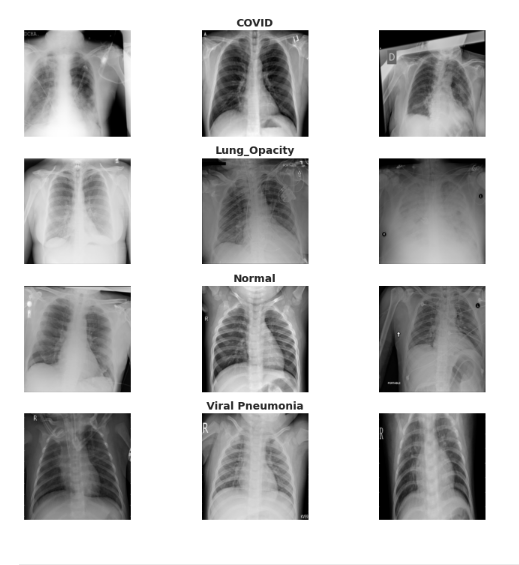 COVID
D
Lung_Opacity
Normal
Viral Pneumonia
R
R